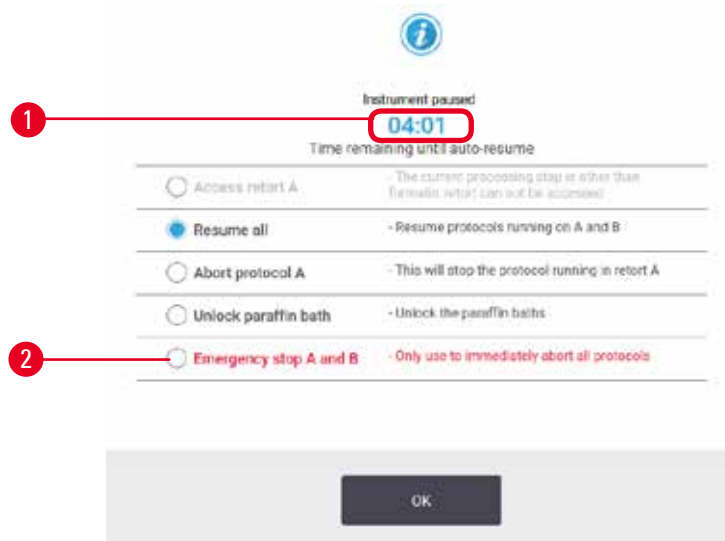 i
Instrument paused
1
04:01
Time remaining until auto-resume
Access retort A
- The current processing step is other than
formalin retort can not be accessed
Resume all
- Resume protocols running on A and B
Abort protocol A
- This will stop the protocol running in retort A
Unlock paraffin bath
- Unlock the paraffin baths
2
Emergency stop A and B
- Only use to immediately abort all protocols
OK